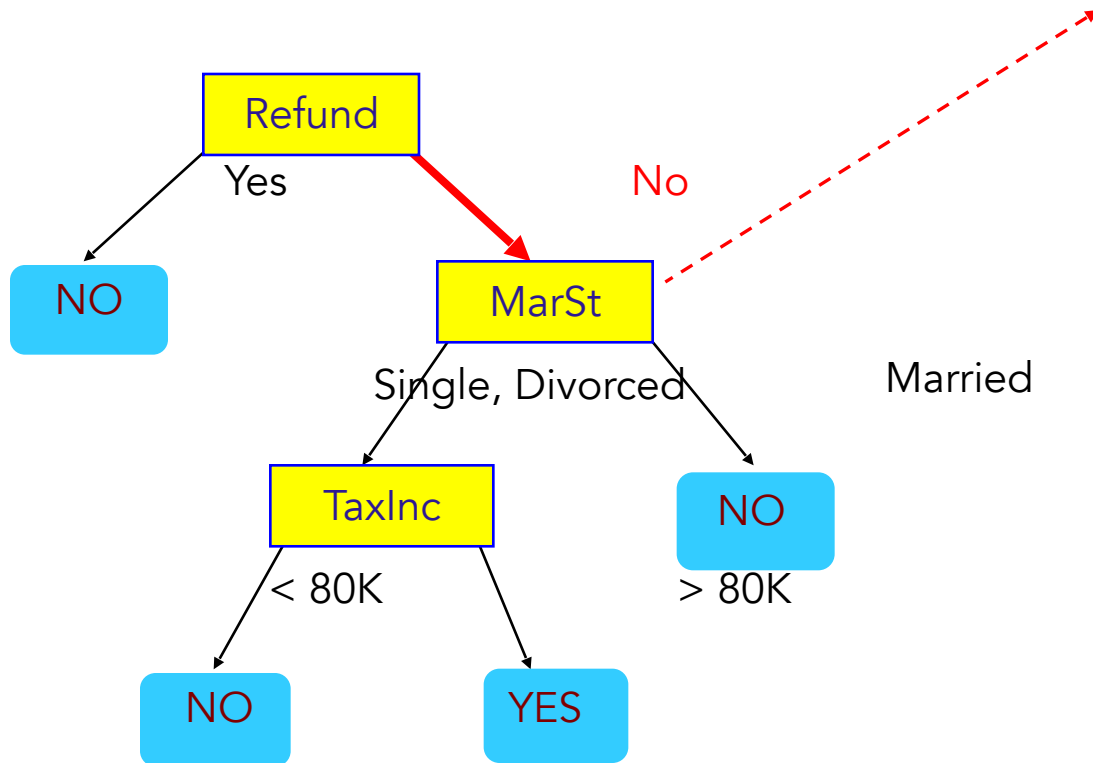 Refund
Yes
No
NO
MarSt
Single, Divorced
Married
TaxInc
NO
< 80K
> 80K
NO
YES